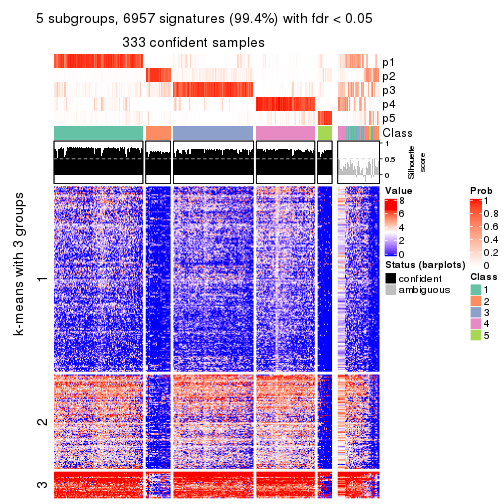 5 subgroups, 6957 signatures (99.4%) with fdr < 0.05
333 confident samples
p1
p2
p3
p4
p5
Class
1
0.5
0
Silhouette
score
k-means with 3 groups
1
2
3
Value
8
6
4
2
0
Status (barplots)
confident
ambiguous
Prob
1
0.8
0.6
0.4
0.2
0
Class
1
2
3
4
5